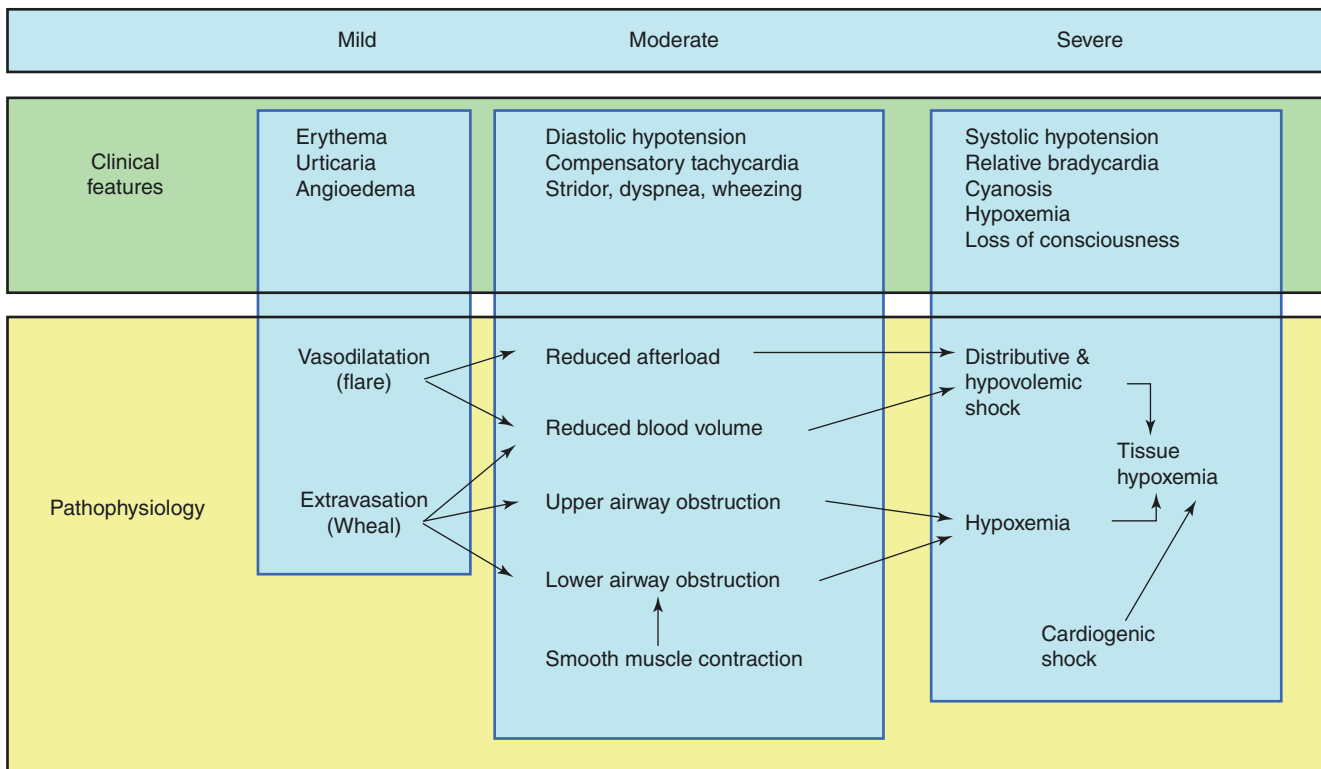 Mild
Moderate
Severe
Clinical
features
Erythema
Urticaria
Angioedema
Diastolic hypotension
Compensatory tachycardia
Stridor, dyspnea, wheezing
Systolic hypotension
Relative bradycardia
Cyanosis
Hypoxemia
Loss of consciousness
Pathophysiology
Vasodilatation
(flare)
Extravasation
(Wheal)
Reduced afterload
Reduced blood volume
Upper airway obstruction
Lower airway obstruction
Smooth muscle contraction
Distributive &
hypovolemic
shock
Tissue
hypoxemia
Hypoxemia
Cardiogenic
shock